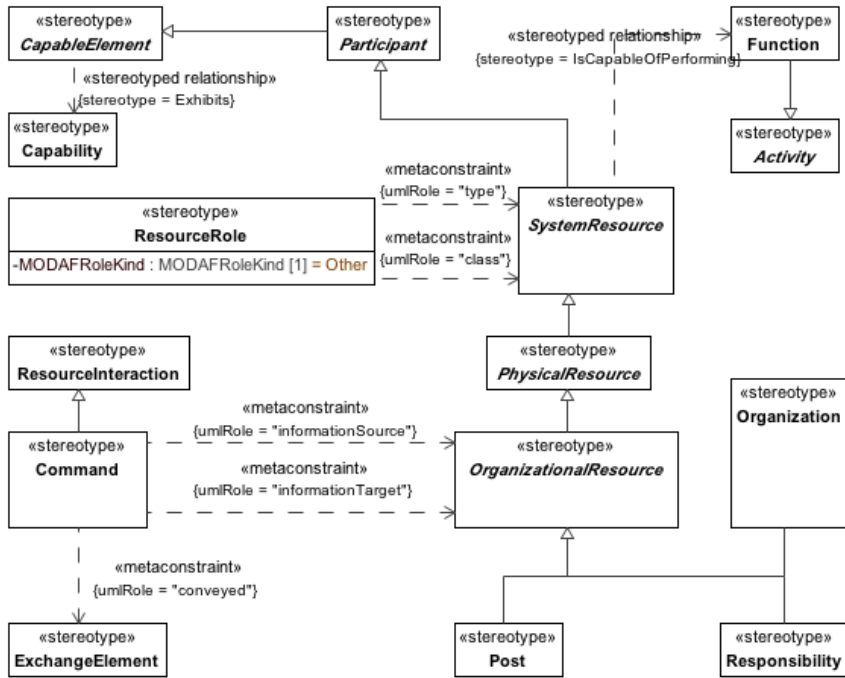 «stereotype»
CapableElement
«stereotype»
Participant
«stereotyped relationship»
{stereotype = IsCapableOfPerforming}
«stereotype»
Function
«stereotyped relationship»
{stereotype = Exhibits}
«stereotype»
Capability
«stereotype»
Activity
«stereotype»
ResourceRole
-MODAFRoleKind : MODAFRoleKind [1] = Other
«metaconstraint»
{umlRole = "type"}
«metaconstraint»
{umlRole = "class"}
«stereotype»
SystemResource
«stereotype»
ResourceInteraction
«stereotype»
PhysicalResource
«stereotype»
Organization
«stereotype»
Command
«metaconstraint»
{umlRole = "informationSource"}
«metaconstraint»
{umlRole = "informationTarget"}
«stereotype»
OrganizationalResource
«metaconstraint»
{umlRole = "conveyed"}
«stereotype»
ExchangeElement
«stereotype»
Post
«stereotype»
Responsibility